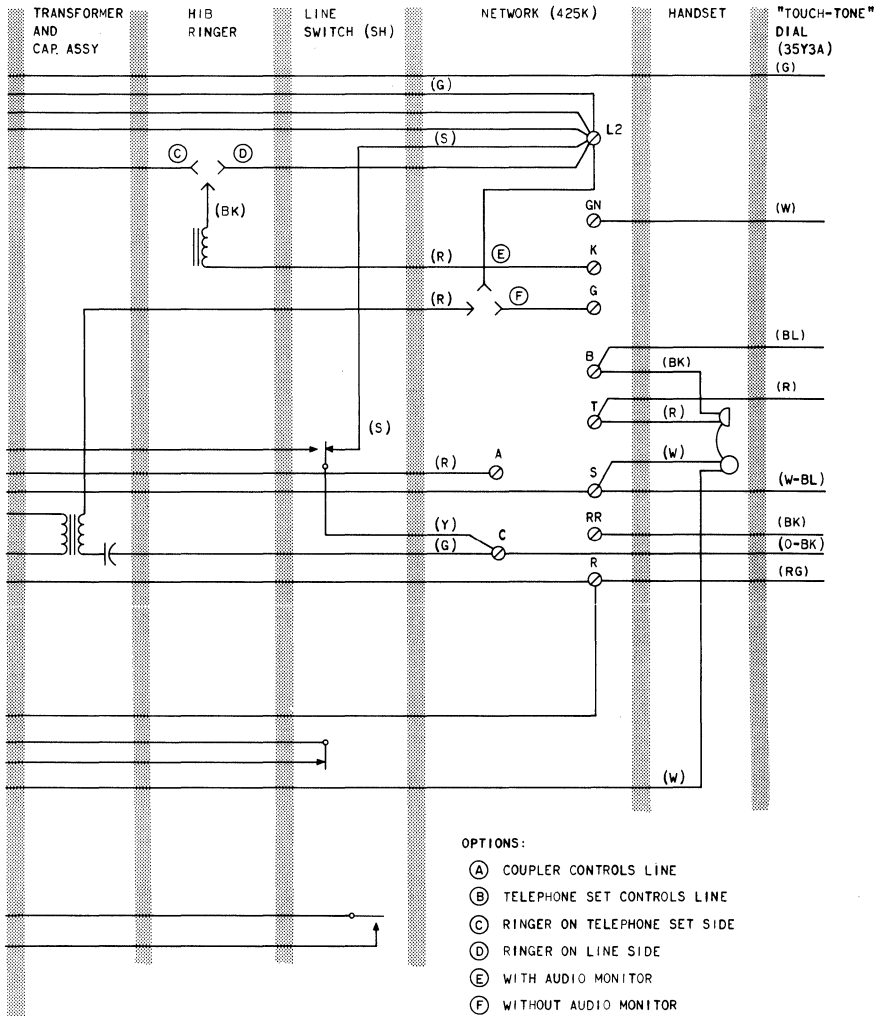 TRANSFORMER
AND
CAP. ASSY
HIB
RINGER
LINE
SWITCH (SH)
NETWORK (425K)
HANDSET
"TOUCH-TONE"
DIAL
(35Y3A)
(G)
(G)
L2
(S)
C
D
(BK)
GN
(W)
(R)
E
K
(R)
F
G
(BL)
B
(BK)
(R)
T
(R)
(S)
(W)
(R)
A
S
(W-BL)
RR
(BK)
(Y)
C
(G)
(O-BK)
R
(RG)
(W)
OPTIONS:
A COUPLER CONTROLS LINE
B TELEPHONE SET CONTROLS LINE
C RINGER ON TELEPHONE SET SIDE
D RINGER ON LINE SIDE
E WITH AUDIO MONITOR
F WITHOUT AUDIO MONITOR